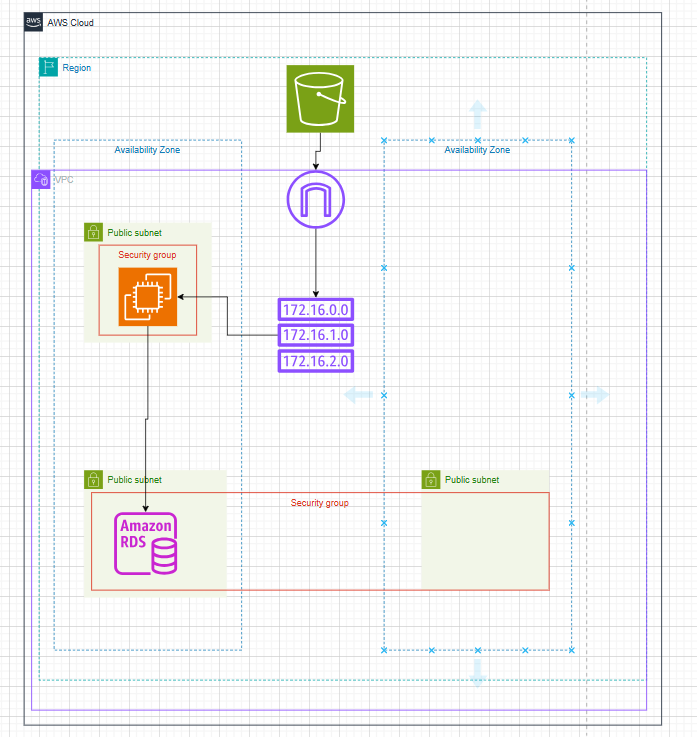 aws
AWS Cloud
Region
Availability Zone
Availability Zone
VPC
Public subnet
Security group
172.16.0.0
172.16.1.0
172.16.2.0
Public subnet
Public subnet
Security group
Amazon
RDS